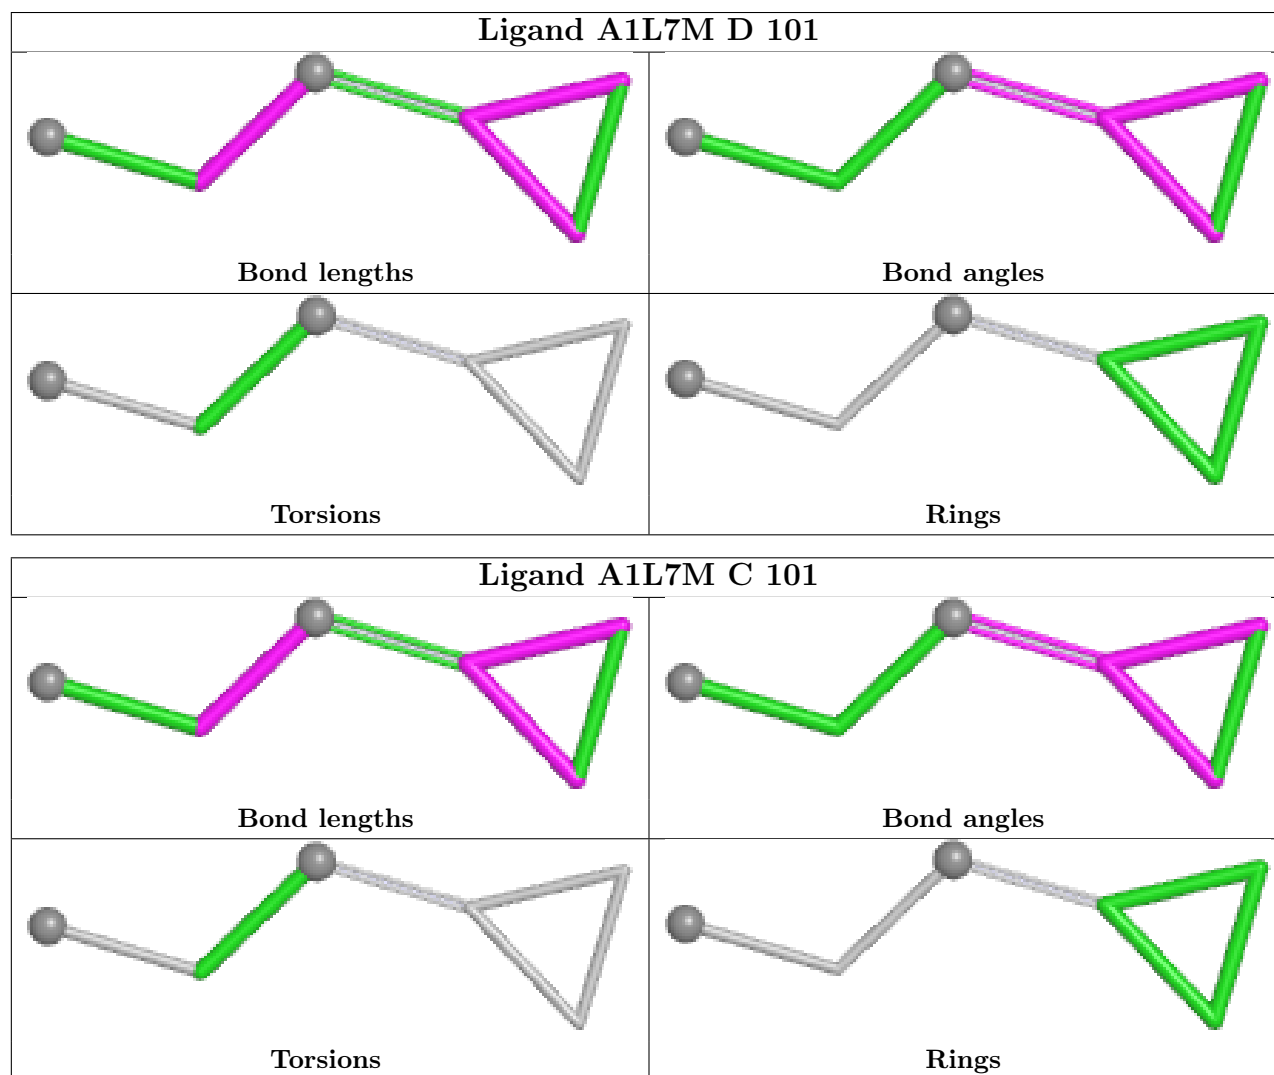 Ligand A1L7M D 101
Bond lengths
Bond angles
Torsions
Rings
Ligand A1L7M C 101
Bond lengths
Bond angles
Torsions
Rings